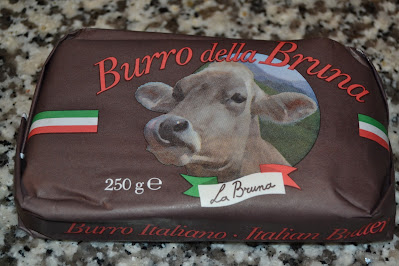 Burro della Bruna
250 g e
La Bruna
Burro Italiano - Italian Butter